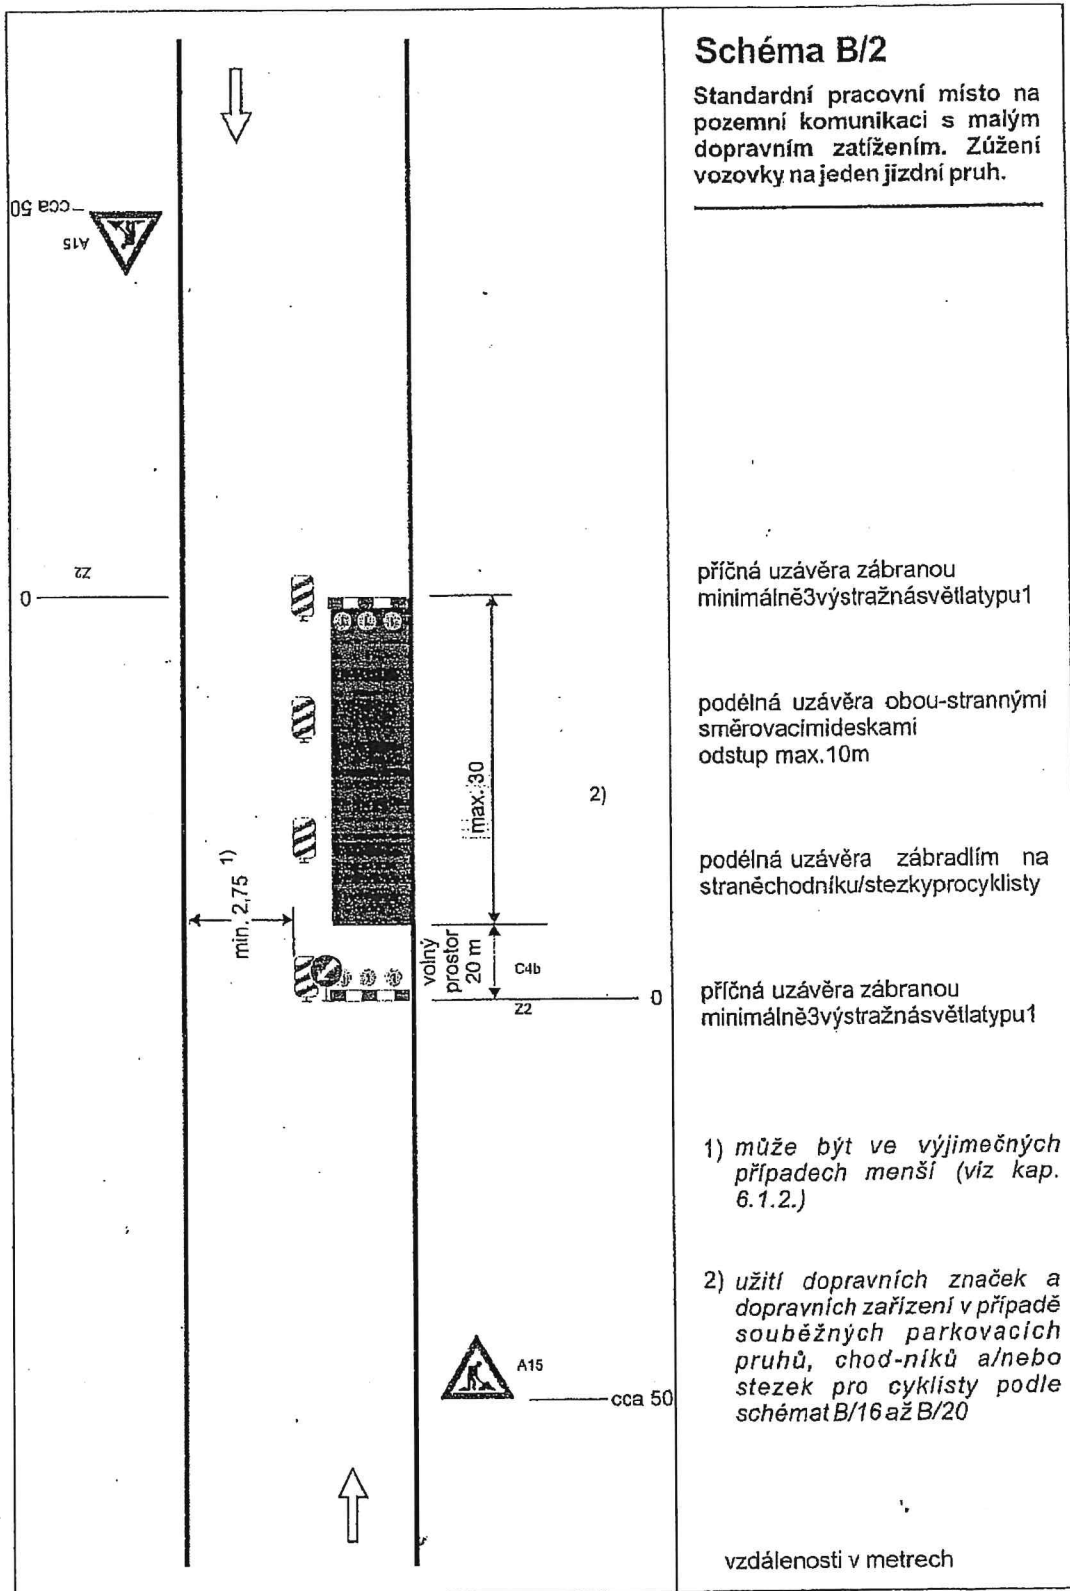 Schéma B/2
Standardní pracovní místo na
pozemní komunikaci s malým
dopravním zatížením. Zúžení
vozovky na jeden jízdní pruh.
cca 50
A15
Z2
0
příčná uzávěra zábranou
minimálně3výstražnásvětlatypu1
podélná uzávěra obou-strannými
směrovacímideskami
odstup max.10m
max. 30
2)
podélná uzávěra zábradlím na
straněchodníku/stezkyprocyklisty
min. 2,75 1)
volný
prostor
20 m
C4b
Z2
0
příčná uzávěra zábranou
minimálně3výstražnásvětlatypu1
1) může být ve výjimečných
případech menší (viz kap.
6.1.2.)
2) užití dopravních značek a
dopravních zařízení v případě
souběžných parkovacích
pruhů, chod-níků a/nebo
stezek pro cyklisty podle
schémat B/16 až B/20
A15
cca 50
vzdálenosti v metrech